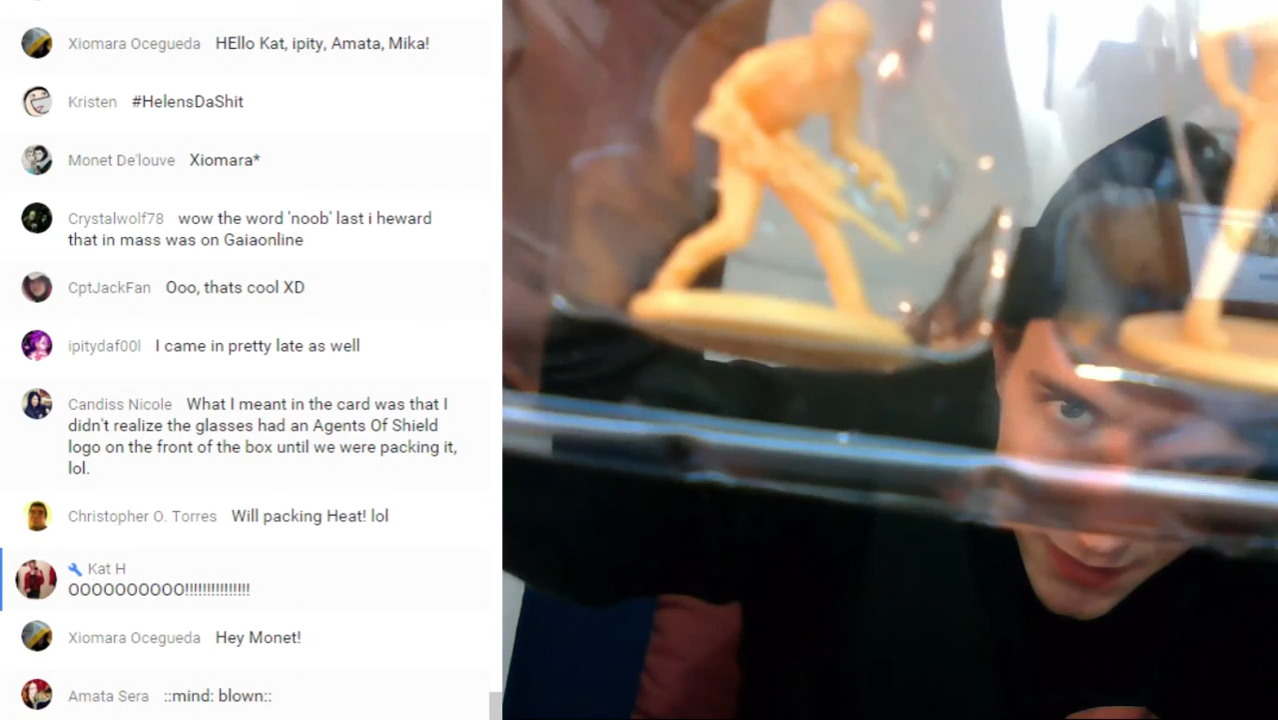 Xiomara Ocegueda HEllo Kat, ipity, Amata, Mika!
Kristen #HelensDaShit
Monet De'louve Xiomara*
Crystalwolf78 wow the word 'noob' last i heward
that in mass was on Gaiaonline
CptJackFan Ooo, thats cool XD
ipitydaf00l I came in pretty late as well
Candiss Nicole What I meant in the card was that I
didn't realize the glasses had an Agents Of Shield
logo on the front of the box until we were packing it,
lol.
Christopher O. Torres Will packing Heat! lol
Kat H
OOOOOOOOOO!!!!!!!!!!!!!!!
Xiomara Ocegueda Hey Monet!
Amata Sera ::mind: blown::